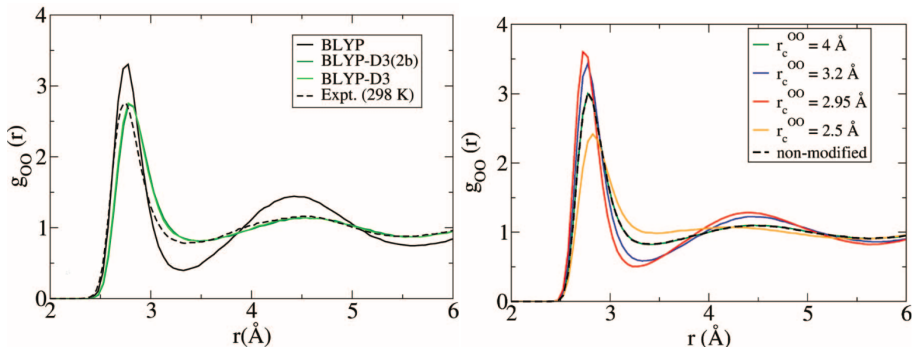 4
3
2
1
0
g_OO (r)
BLYP
BLYP-D3(2b)
BLYP-D3
Expt. (298 K)
2 3 4 5 6
r(Å)
4
3
2
1
0
g_OO (r)
r_c^OO = 4 Å
r_c^OO = 3.2 Å
r_c^OO = 2.95 Å
r_c^OO = 2.5 Å
non-modified
2 3 4 5 6
r (Å)